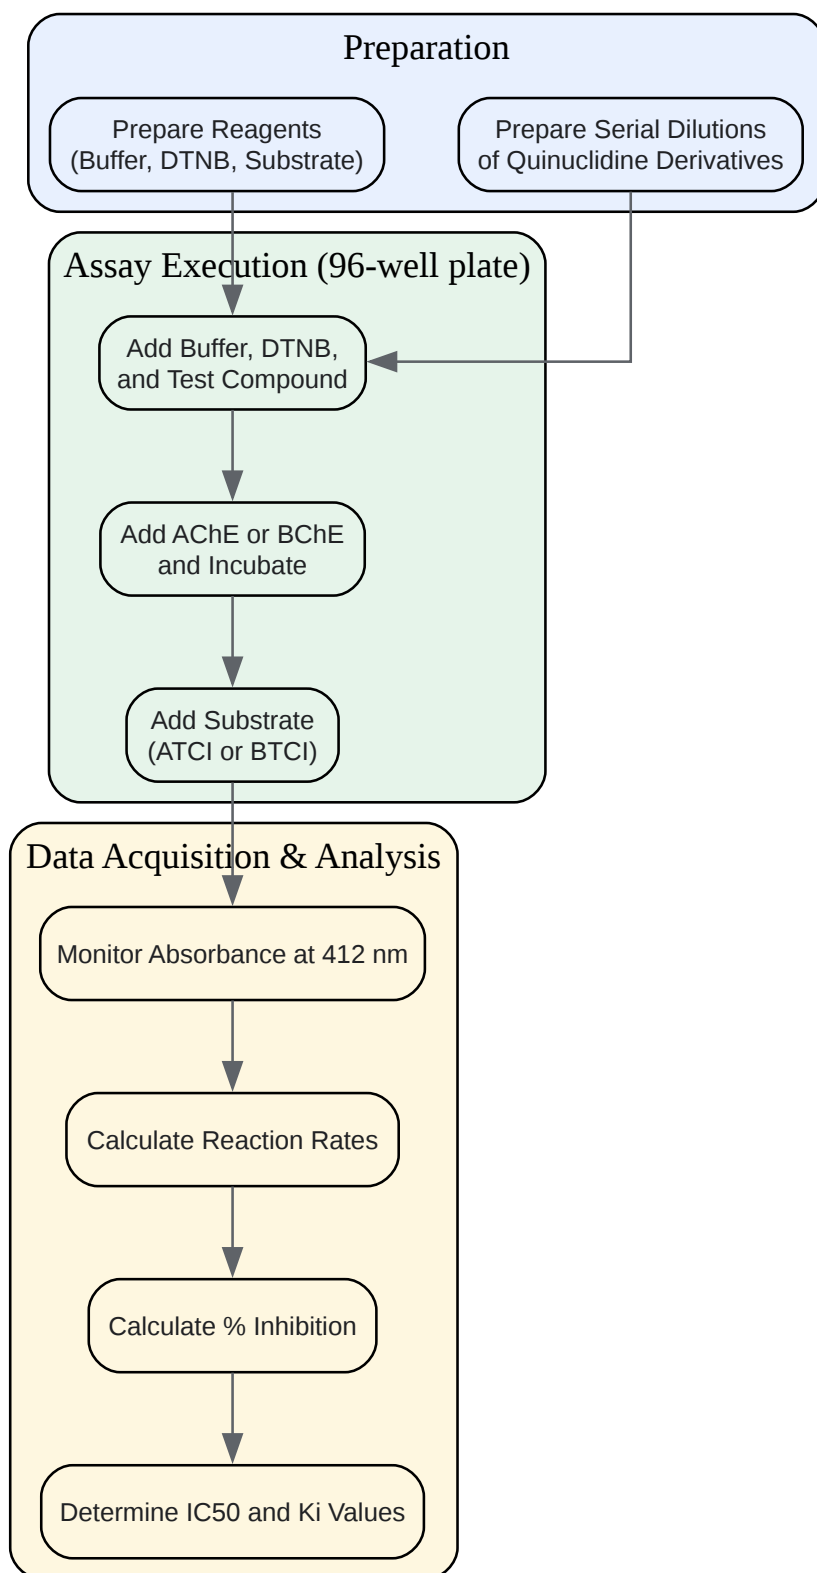 Preparation
Prepare Reagents
(Buffer, DTNB, Substrate)
Prepare Serial Dilutions
of Quinuclidine Derivatives
Assay Execution (96-well plate)
Add Buffer, DTNB,
and Test Compound
Add AChE or BChE
and Incubate
Add Substrate
(ATCI or BTCI)
Data Acquisition & Analysis
Monitor Absorbance at 412 nm
Calculate Reaction Rates
Calculate % Inhibition
Determine IC50 and Ki Values